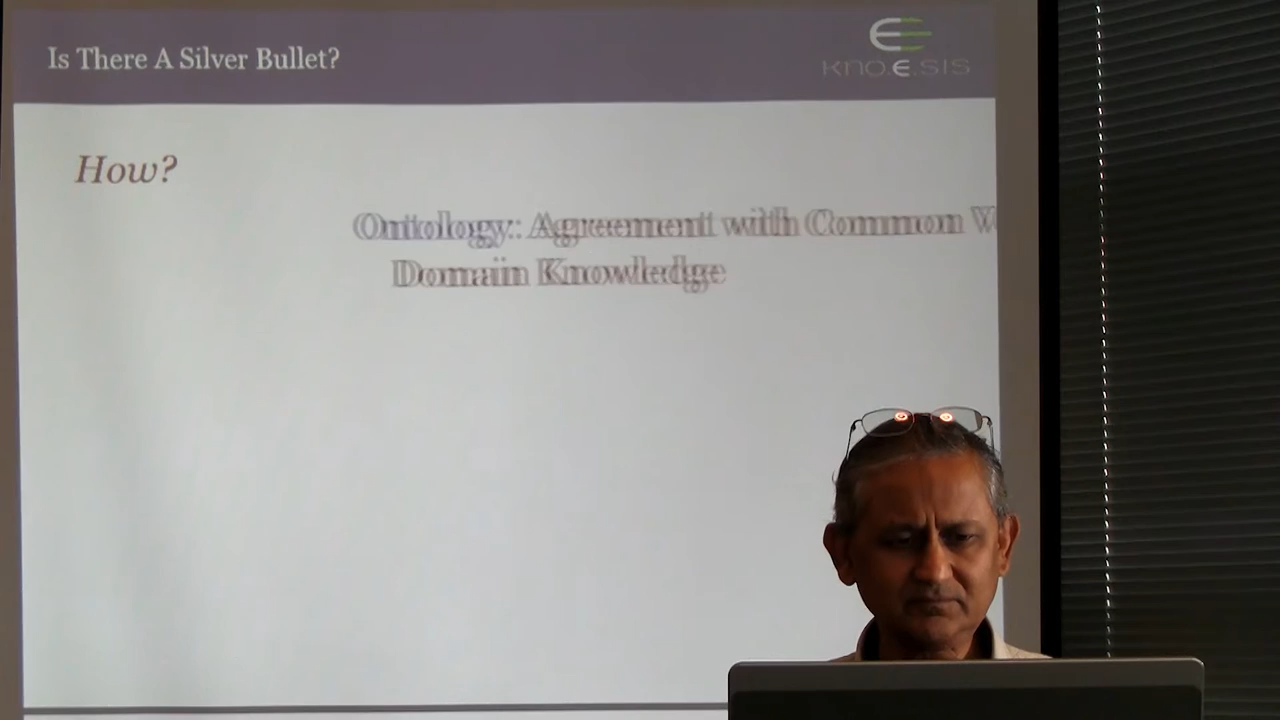 Is There A Silver Bullet?
kno.e.sis
How?
Ontology: Agreement with Common
Domain Knowledge